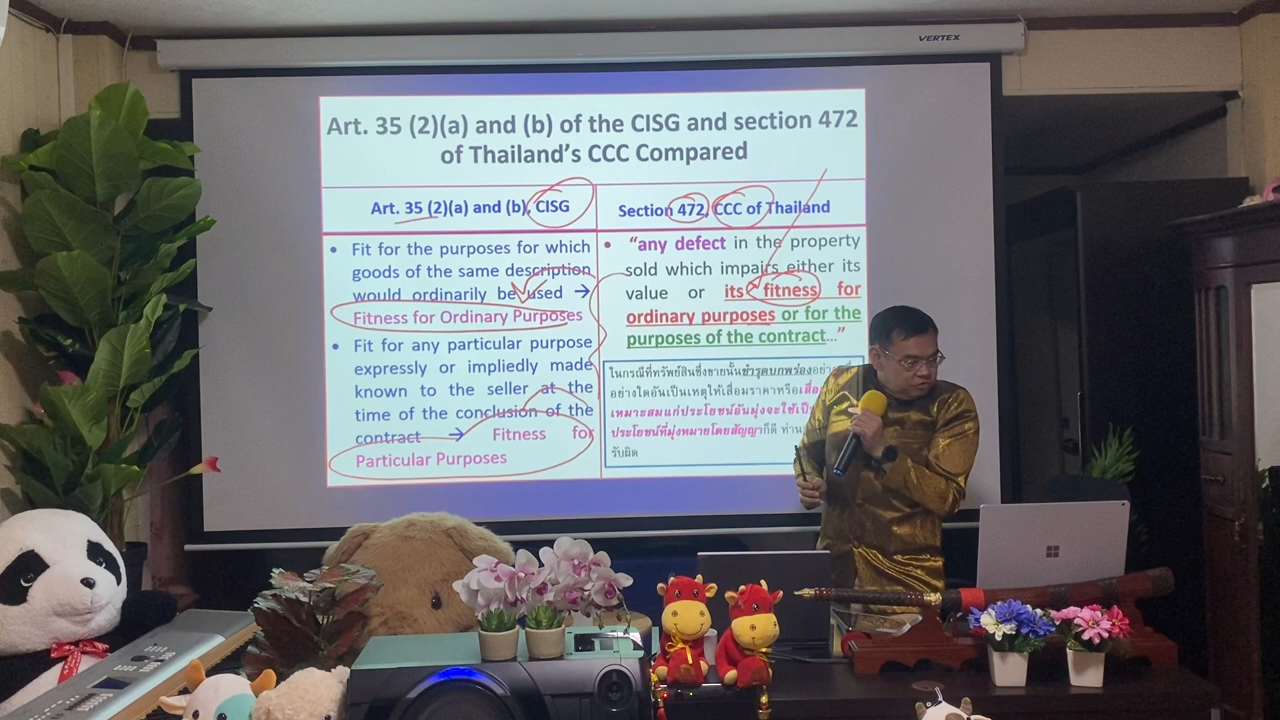 VERTEX
Art. 35 (2)(a) and (b) of the CISG and section 472
of Thailand's CCC Compared
Art. 35 (2)(a) and (b), CISG
Section 472, CCC of Thailand
• Fit for the purposes for which
goods of the same description
would ordinarily be used →
Fitness for Ordinary Purposes
• Fit for any particular purpose
expressly or impliedly made
known to the seller at the
time of the conclusion of the
contract → Fitness for
Particular Purposes
• "any defect in the property
sold which impairs either its
value or its fitness for
ordinary purposes or for the
purposes of the contract…"
ในกรณีที่ทรัพย์สินซึ่งขายนั้นชำรุดบกพร่อง
อย่างใดอันเป็นเหตุให้เสื่อมราคาหรือ
เหมาะสมแก่ประโยชน์อันมุ่งจะใช้
ประโยชน์ที่มุ่งหมายโดยสัญญาก็ดี
รับผิด